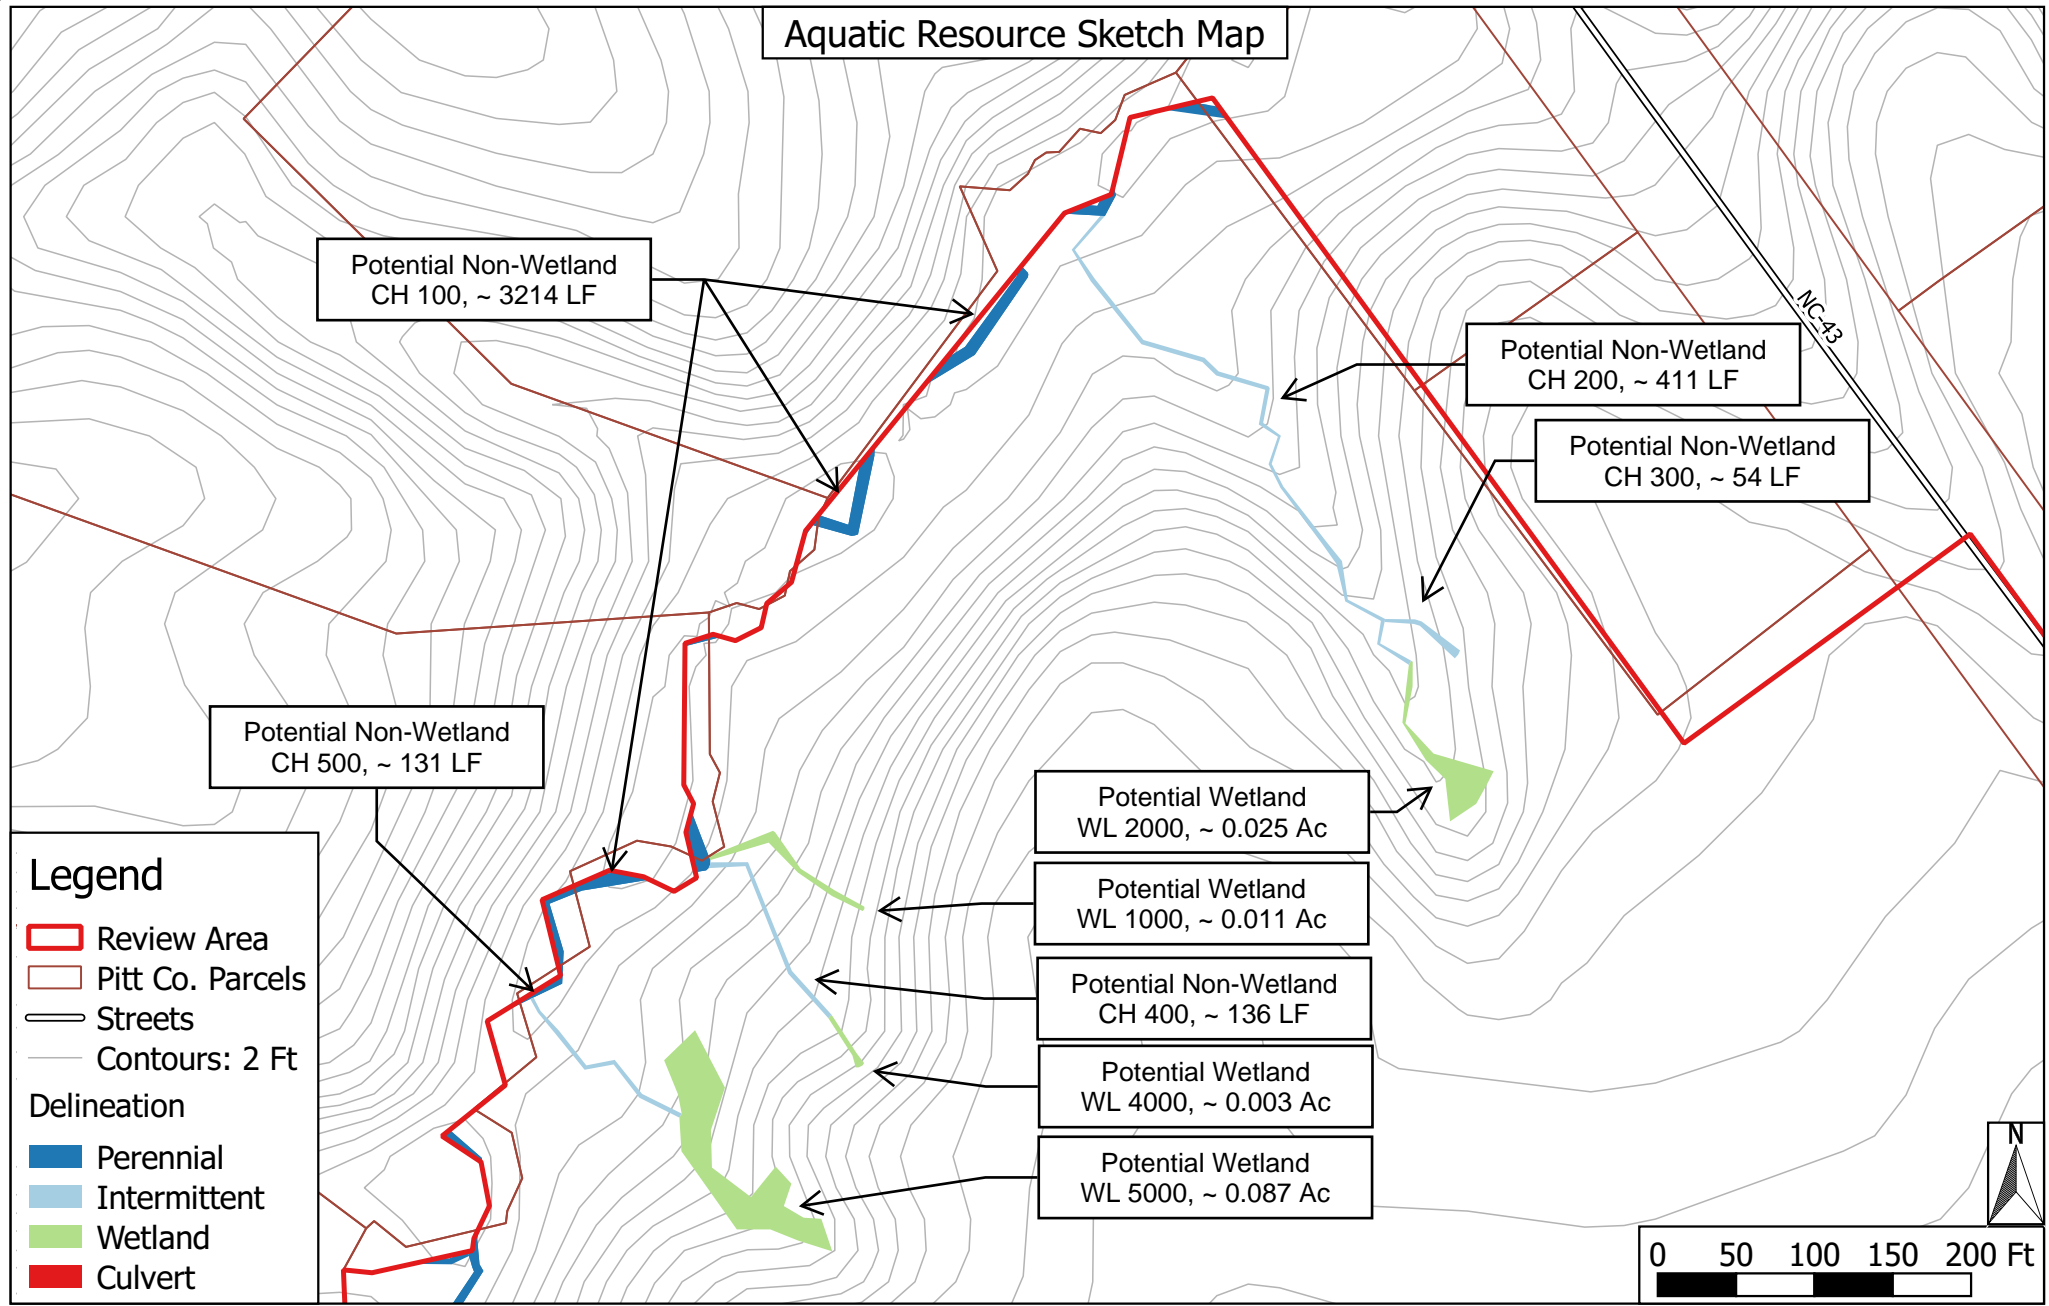 Aquatic Resource Sketch Map
Potential Non-Wetland
CH 100, ~ 3214 LF
NC-43
Potential Non-Wetland
CH 200, ~ 411 LF
Potential Non-Wetland
CH 300, ~ 54 LF
Potential Non-Wetland
CH 500, ~ 131 LF
Potential Wetland
WL 2000, ~ 0.025 Ac
Potential Wetland
WL 1000, ~ 0.011 Ac
Potential Non-Wetland
CH 400, ~ 136 LF
Potential Wetland
WL 4000, ~ 0.003 Ac
Potential Wetland
WL 5000, ~ 0.087 Ac
Legend
Review Area
Pitt Co. Parcels
Streets
Contours: 2 Ft
Delineation
Perennial
Intermittent
Wetland
Culvert
N
0 50 100 150 200 Ft